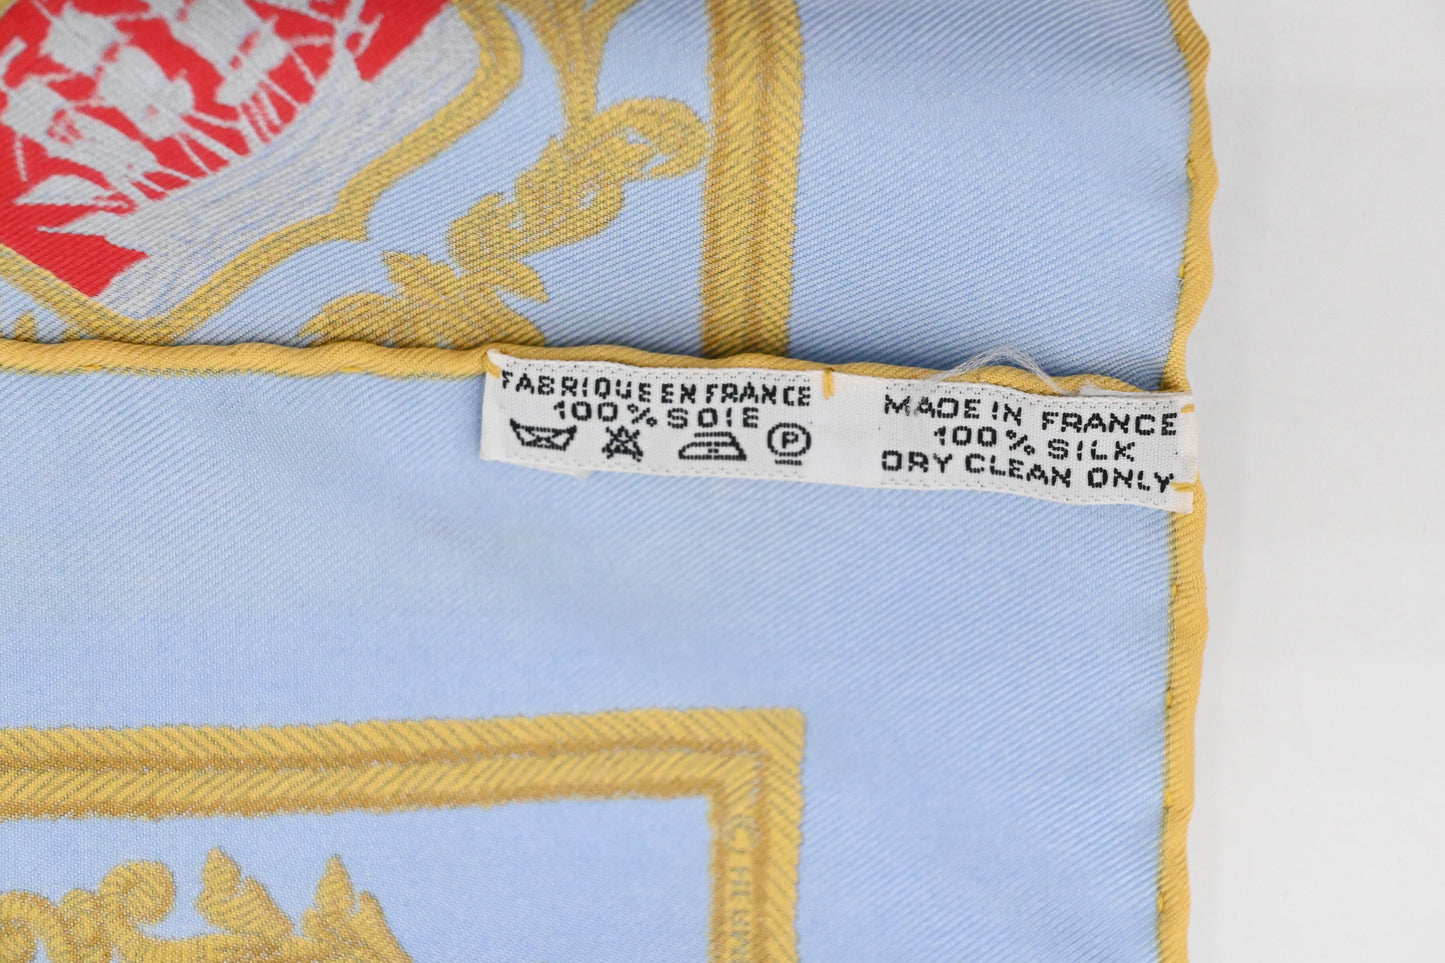 FABRIQUE EN FRANCE
100% SOIE
P
MADE IN FRANCE
100% SILK
DRY CLEAN ONLY